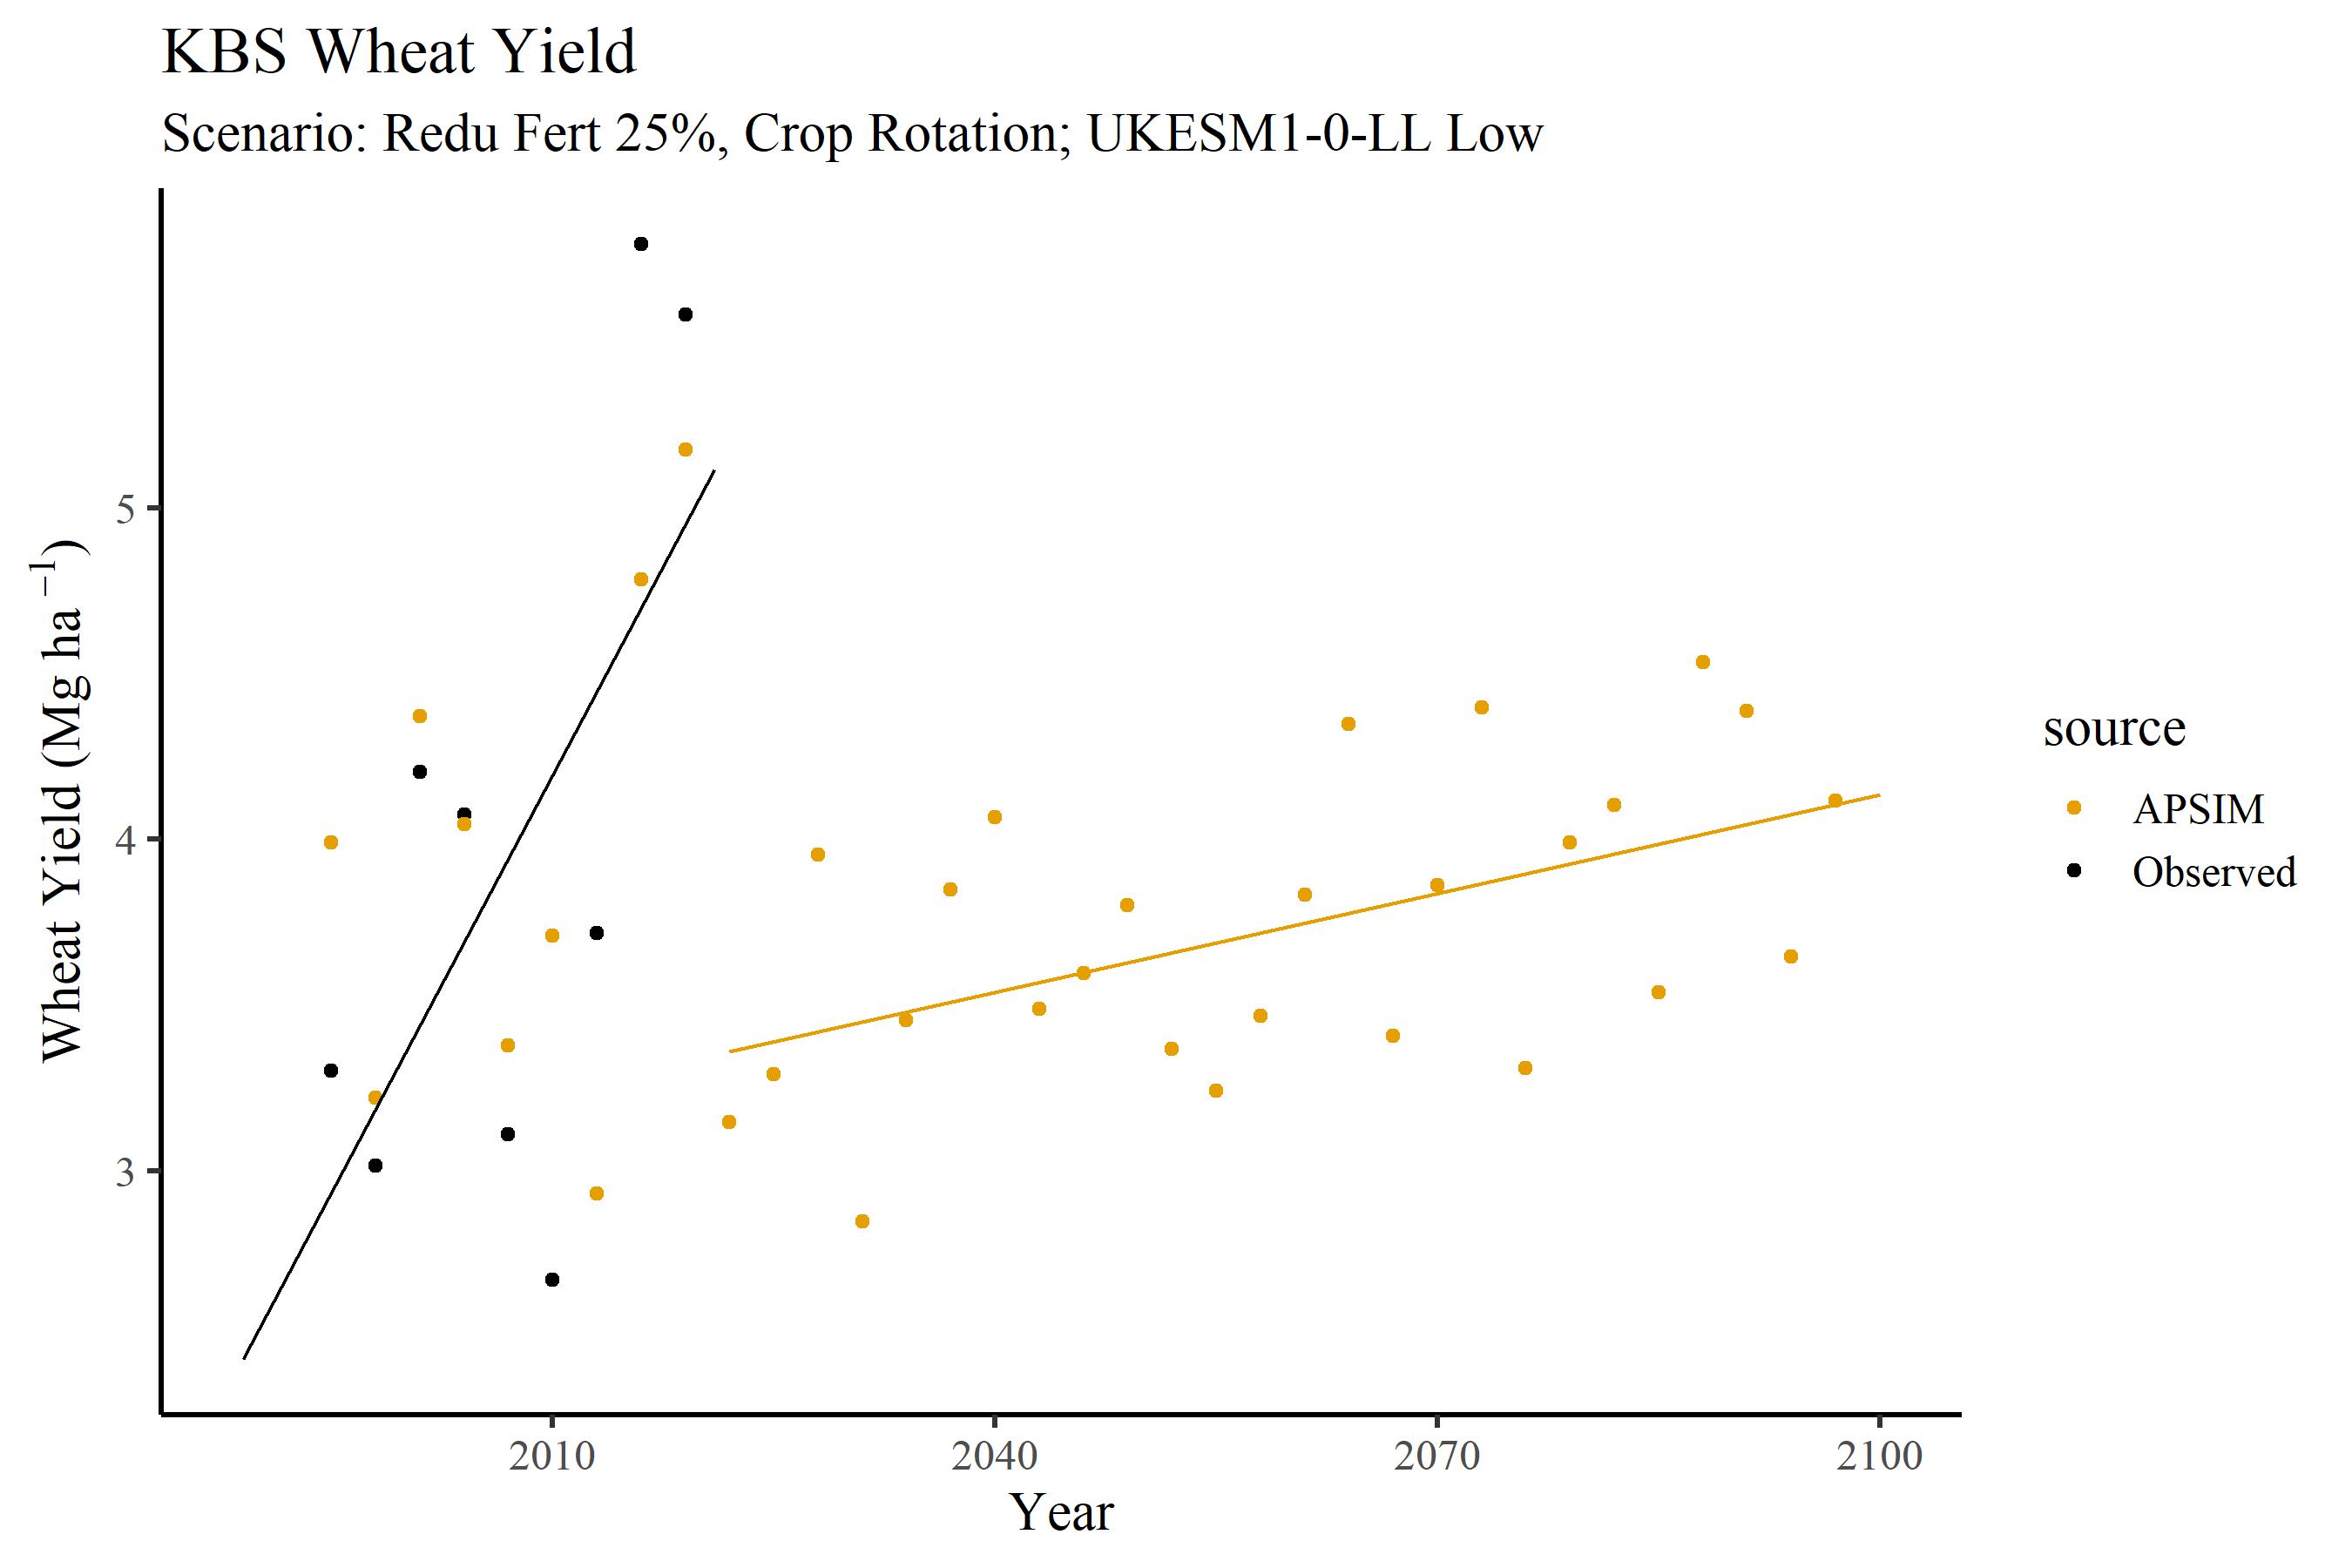 KBS Wheat Yield
Scenario: Redu Fert 25%, Crop Rotation; UKESM1-0-LL Low
Wheat Yield (Mg ha⁻¹)
5
4
3
2010
2040
2070
2100
Year
source
APSIM
Observed